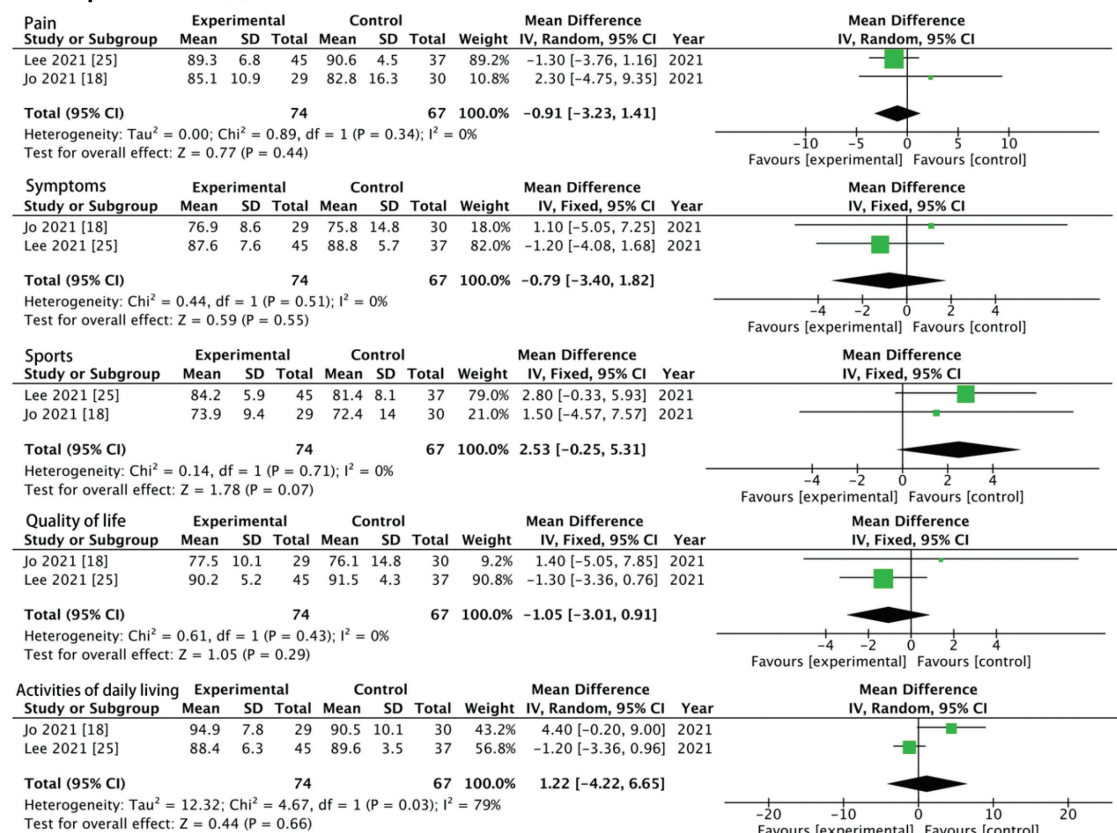 Pain Experimental Control Mean Difference Mean Difference
Study or Subgroup Mean SD Total Mean SD Total Weight IV, Random, 95% CI Year IV, Random, 95% CI
Lee 2021 [25] 89.3 6.8 45 90.6 4.5 37 89.2% -1.30 [-3.76, 1.16] 2021
Jo 2021 [18] 85.1 10.9 29 82.8 16.3 30 10.8% 2.30 [-4.75, 9.35] 2021
Total (95% CI) 74 67 100.0% -0.91 [-3.23, 1.41]
Heterogeneity: Tau² = 0.00; Chi² = 0.89, df = 1 (P = 0.34); I² = 0%
Test for overall effect: Z = 0.77 (P = 0.44)
-10 -5 0 5 10
Favours [experimental] Favours [control]
Symptoms Experimental Control Mean Difference Mean Difference
Study or Subgroup Mean SD Total Mean SD Total Weight IV, Fixed, 95% CI Year IV, Fixed, 95% CI
Jo 2021 [18] 76.9 8.6 29 75.8 14.8 30 18.0% 1.10 [-5.05, 7.25] 2021
Lee 2021 [25] 87.6 7.6 45 88.8 5.7 37 82.0% -1.20 [-4.08, 1.68] 2021
Total (95% CI) 74 67 100.0% -0.79 [-3.40, 1.82]
Heterogeneity: Chi² = 0.44, df = 1 (P = 0.51); I² = 0%
Test for overall effect: Z = 0.59 (P = 0.55)
-4 -2 0 2 4
Favours [experimental] Favours [control]
Sports Experimental Control Mean Difference Mean Difference
Study or Subgroup Mean SD Total Mean SD Total Weight IV, Fixed, 95% CI Year IV, Fixed, 95% CI
Lee 2021 [25] 84.2 5.9 45 81.4 8.1 37 79.0% 2.80 [-0.33, 5.93] 2021
Jo 2021 [18] 73.9 9.4 29 72.4 14 30 21.0% 1.50 [-4.57, 7.57] 2021
Total (95% CI) 74 67 100.0% 2.53 [-0.25, 5.31]
Heterogeneity: Chi² = 0.14, df = 1 (P = 0.71); I² = 0%
Test for overall effect: Z = 1.78 (P = 0.07)
-4 -2 0 2 4
Favours [experimental] Favours [control]
Quality of life Experimental Control Mean Difference Mean Difference
Study or Subgroup Mean SD Total Mean SD Total Weight IV, Fixed, 95% CI Year IV, Fixed, 95% CI
Jo 2021 [18] 77.5 10.1 29 76.1 14.8 30 9.2% 1.40 [-5.05, 7.85] 2021
Lee 2021 [25] 90.2 5.2 45 91.5 4.3 37 90.8% -1.30 [-3.36, 0.76] 2021
Total (95% CI) 74 67 100.0% -1.05 [-3.01, 0.91]
Heterogeneity: Chi² = 0.61, df = 1 (P = 0.43); I² = 0%
Test for overall effect: Z = 1.05 (P = 0.29)
-4 -2 0 2 4
Favours [experimental] Favours [control]
Activities of daily living Experimental Control Mean Difference Mean Difference
Study or Subgroup Mean SD Total Mean SD Total Weight IV, Random, 95% CI Year IV, Random, 95% CI
Jo 2021 [18] 94.9 7.8 29 90.5 10.1 30 43.2% 4.40 [-0.20, 9.00] 2021
Lee 2021 [25] 88.4 6.3 45 89.6 3.5 37 56.8% -1.20 [-3.36, 0.96] 2021
Total (95% CI) 74 67 100.0% 1.22 [-4.22, 6.65]
Heterogeneity: Tau² = 12.32; Chi² = 4.67, df = 1 (P = 0.03); I² = 79%
Test for overall effect: Z = 0.44 (P = 0.66)
-20 -10 0 10 20
Favours [experimental] Favours [control]